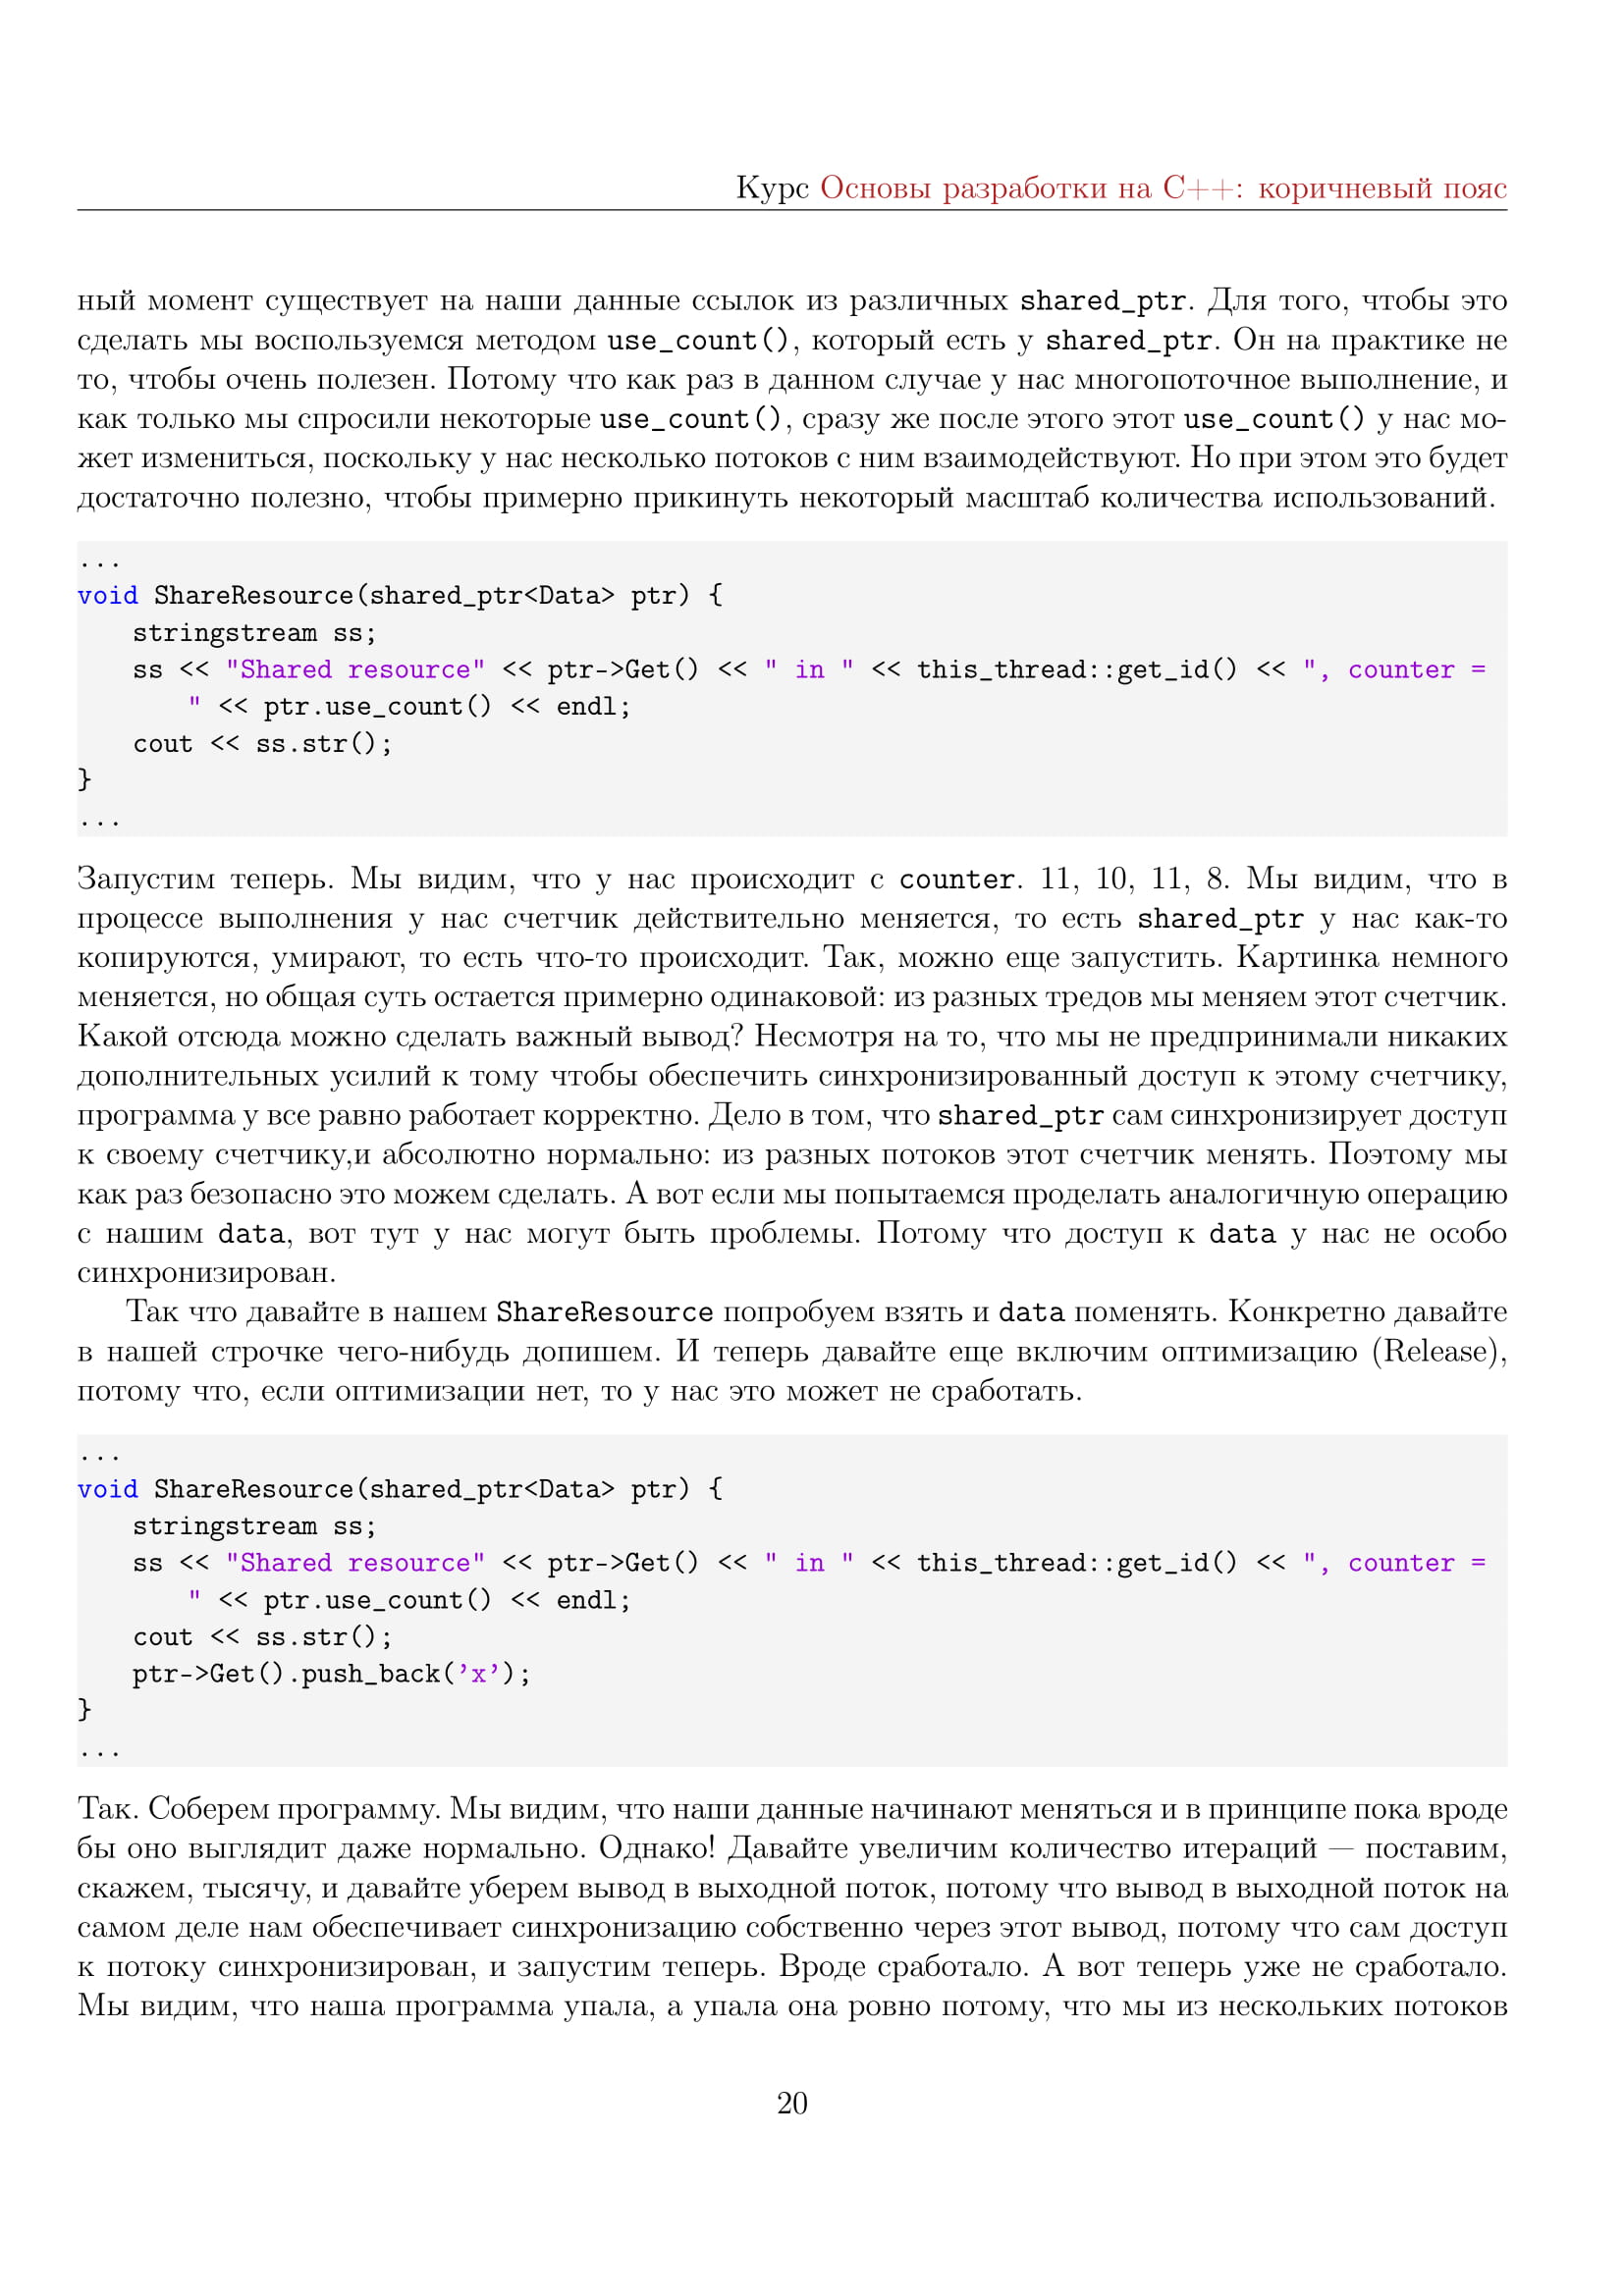 Курс Основы разработки на C++: коричневый пояс
ный момент существует на наши данные ссылок из различных shared_ptr. Для того, чтобы это
сделать мы воспользуемся методом use_count(), который есть у shared_ptr. Он на практике не
то, чтобы очень полезен. Потому что как раз в данном случае у нас многопоточное выполнение, и
как только мы спросили некоторые use_count(), сразу же после этого этот use_count() у нас мо-
жет измениться, поскольку у нас несколько потоков с ним взаимодействуют. Но при этом это будет
достаточно полезно, чтобы примерно прикинуть некоторый масштаб количества использований.
...
void ShareResource(shared_ptr<Data> ptr) {
stringstream ss;
ss << "Shared resource" << ptr->Get() << " in " << this_thread::get_id() << ", counter =
" << ptr.use_count() << endl;
cout << ss.str();
}
...
Запустим теперь. Мы видим, что у нас происходит с counter. 11, 10, 11, 8. Мы видим, что в
процессе выполнения у нас счетчик действительно меняется, то есть shared_ptr у нас как-то
копируются, умирают, то есть что-то происходит. Так, можно еще запустить. Картинка немного
меняется, но общая суть остается примерно одинаковой: из разных тредов мы меняем этот счетчик.
Какой отсюда можно сделать важный вывод? Несмотря на то, что мы не предпринимали никаких
дополнительных усилий к тому чтобы обеспечить синхронизированный доступ к этому счетчику,
программа у все равно работает корректно. Дело в том, что shared_ptr сам синхронизирует доступ
к своему счетчику,и абсолютно нормально: из разных потоков этот счетчик менять. Поэтому мы
как раз безопасно это можем сделать. А вот если мы попытаемся проделать аналогичную операцию
с нашим data, вот тут у нас могут быть проблемы. Потому что доступ к data у нас не особо
синхронизирован.
Так что давайте в нашем ShareResource попробуем взять и data поменять. Конкретно давайте
в нашей строчке чего-нибудь допишем. И теперь давайте еще включим оптимизацию (Release),
потому что, если оптимизации нет, то у нас это может не сработать.
...
void ShareResource(shared_ptr<Data> ptr) {
stringstream ss;
ss << "Shared resource" << ptr->Get() << " in " << this_thread::get_id() << ", counter =
" << ptr.use_count() << endl;
cout << ss.str();
ptr->Get().push_back(’x’);
}
...
Так. Соберем программу. Мы видим, что наши данные начинают меняться и в принципе пока вроде
бы оно выглядит даже нормально. Однако! Давайте увеличим количество итераций — поставим,
скажем, тысячу, и давайте уберем вывод в выходной поток, потому что вывод в выходной поток на
самом деле нам обеспечивает синхронизацию собственно через этот вывод, потому что сам доступ
к потоку синхронизирован, и запустим теперь. Вроде сработало. А вот теперь уже не сработало.
Мы видим, что наша программа упала, а упала она ровно потому, что мы из нескольких потоков
20